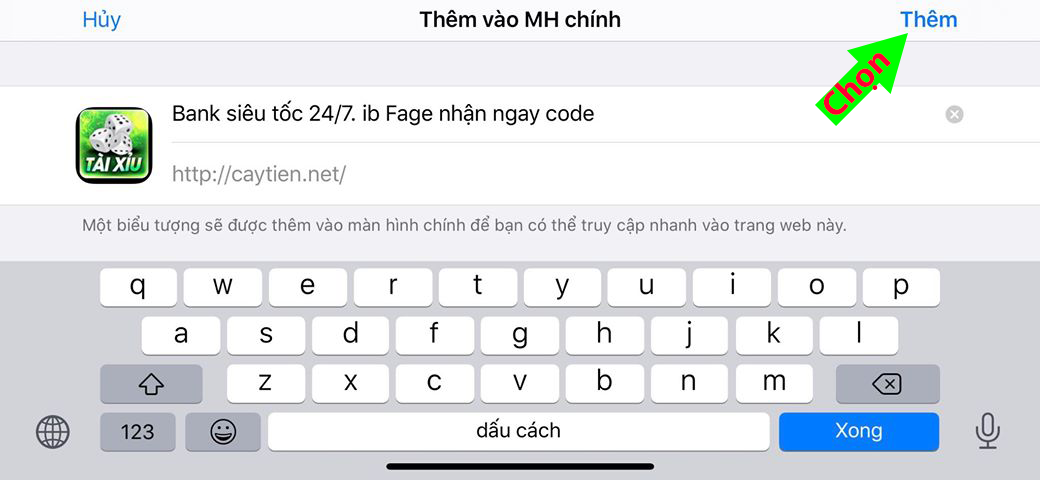 Hủy Thêm vào MH chính Thêm
Chọn
Bank siêu tốc 24/7. ib Fage nhận ngay code
TÀI XỈU
http://caytien.net/
Một biểu tượng sẽ được thêm vào màn hình chính để bạn có thể truy cập nhanh vào trang web này.
q w e r t y u i o p
a s d f g h j k l
z x c v b n m
123 dấu cách Xong